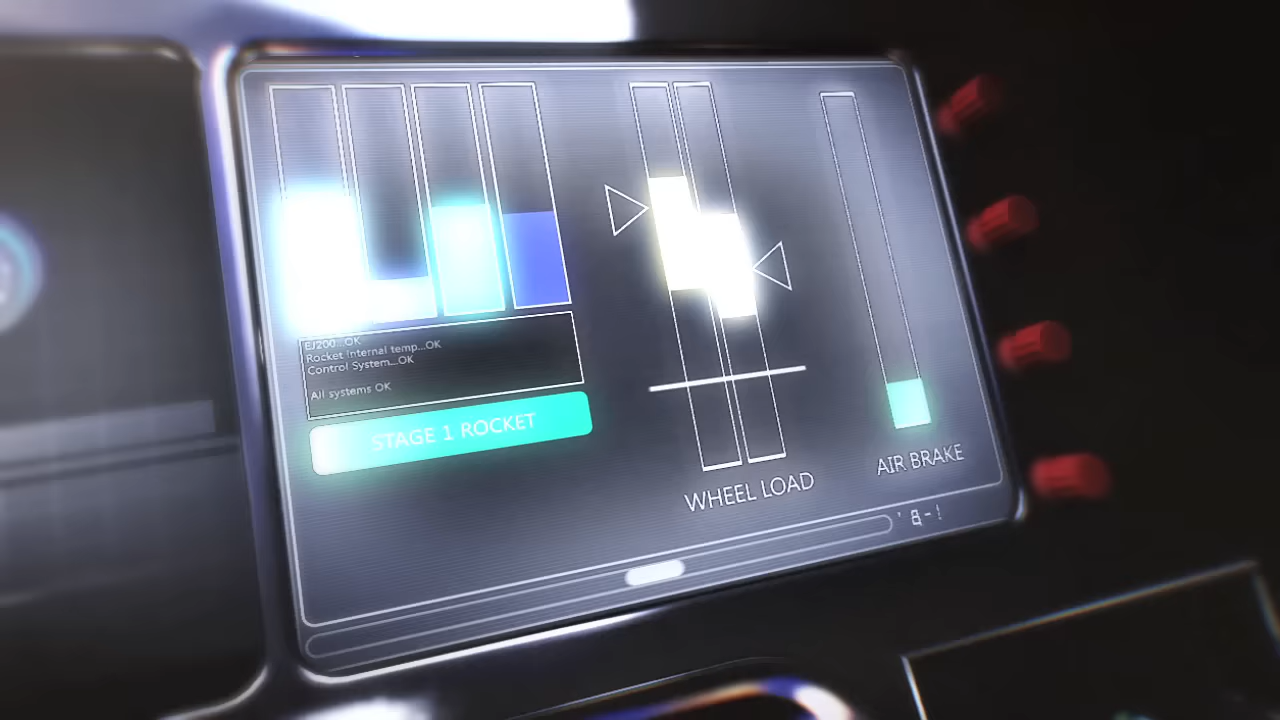 EJ200...OK
Rocket Internal temp...OK
Control System...OK
All systems OK
STAGE 1 ROCKET
WHEEL LOAD
AIR BRAKE